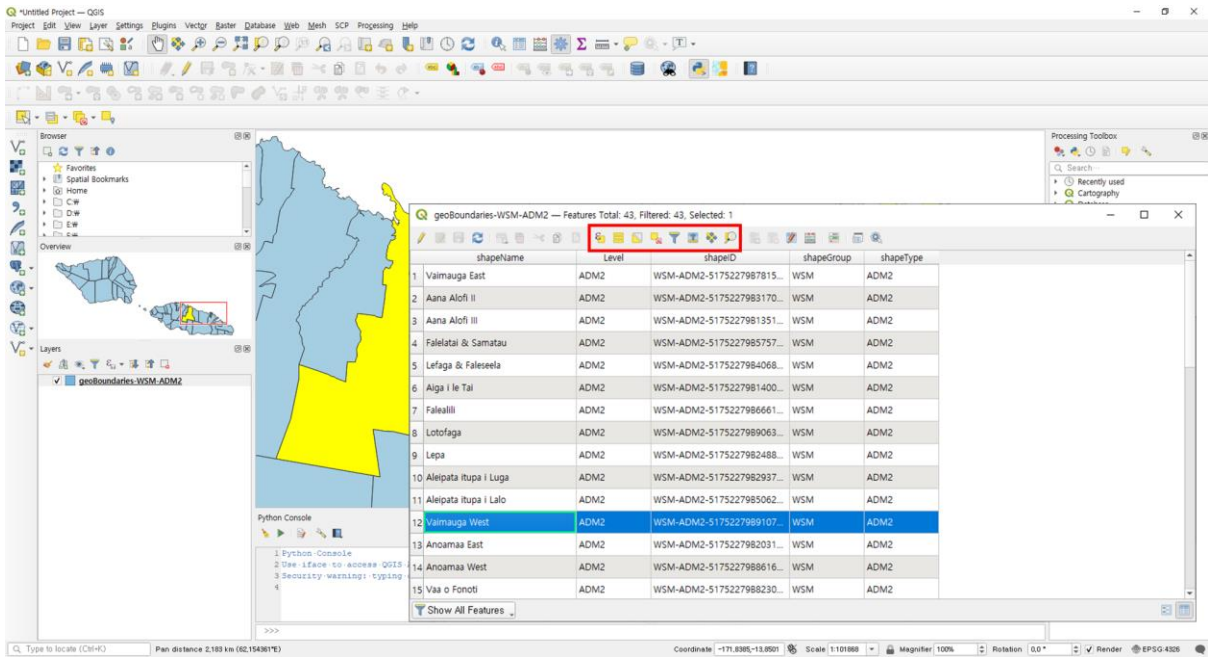 *Untitled Project — QGIS
Project Edit View Layer Settings Plugins Vector Raster Database Web Mesh SCP Processing Help
Browser
Favorites
Spatial Bookmarks
Home
C:₩
D:₩
E:₩
Overview
Layers
geoBoundaries-WSM-ADM2
Processing Toolbox
Search…
Recently used
Cartography
geoBoundaries-WSM-ADM2 — Features Total: 43, Filtered: 43, Selected: 1
shapeName Level shapeID shapeGroup shapeType
1 Vaimauga East ADM2 WSM-ADM2-5175227987815... WSM ADM2
2 Aana Alofi II ADM2 WSM-ADM2-5175227983170... WSM ADM2
3 Aana Alofi III ADM2 WSM-ADM2-5175227981351... WSM ADM2
4 Falelatai & Samatau ADM2 WSM-ADM2-5175227985757... WSM ADM2
5 Lefaga & Faleseela ADM2 WSM-ADM2-5175227984068... WSM ADM2
6 Aiga i le Tai ADM2 WSM-ADM2-5175227981400... WSM ADM2
7 Falealili ADM2 WSM-ADM2-5175227986661... WSM ADM2
8 Lotofaga ADM2 WSM-ADM2-5175227989063... WSM ADM2
9 Lepa ADM2 WSM-ADM2-5175227982488... WSM ADM2
10 Aleipata itupa i Luga ADM2 WSM-ADM2-5175227982937... WSM ADM2
11 Aleipata itupa i Lalo ADM2 WSM-ADM2-5175227985062... WSM ADM2
12 Vaimauga West ADM2 WSM-ADM2-5175227989107... WSM ADM2
13 Anoamaa East ADM2 WSM-ADM2-5175227982031... WSM ADM2
14 Anoamaa West ADM2 WSM-ADM2-5175227988616... WSM ADM2
15 Vaa o Fonoti ADM2 WSM-ADM2-5175227988230... WSM ADM2
Show All Features
Python Console
1 Python Console
2 Use iface to access QGIS
3 Security warning: typing
4
>>>
Type to locate (Ctrl+K) Pan distance 2,183 km (62,154361°E) Coordinate -171,8385,-13,8501 Scale 1:101868 Magnifier 100% Rotation 0,0° Render EPSG:4326